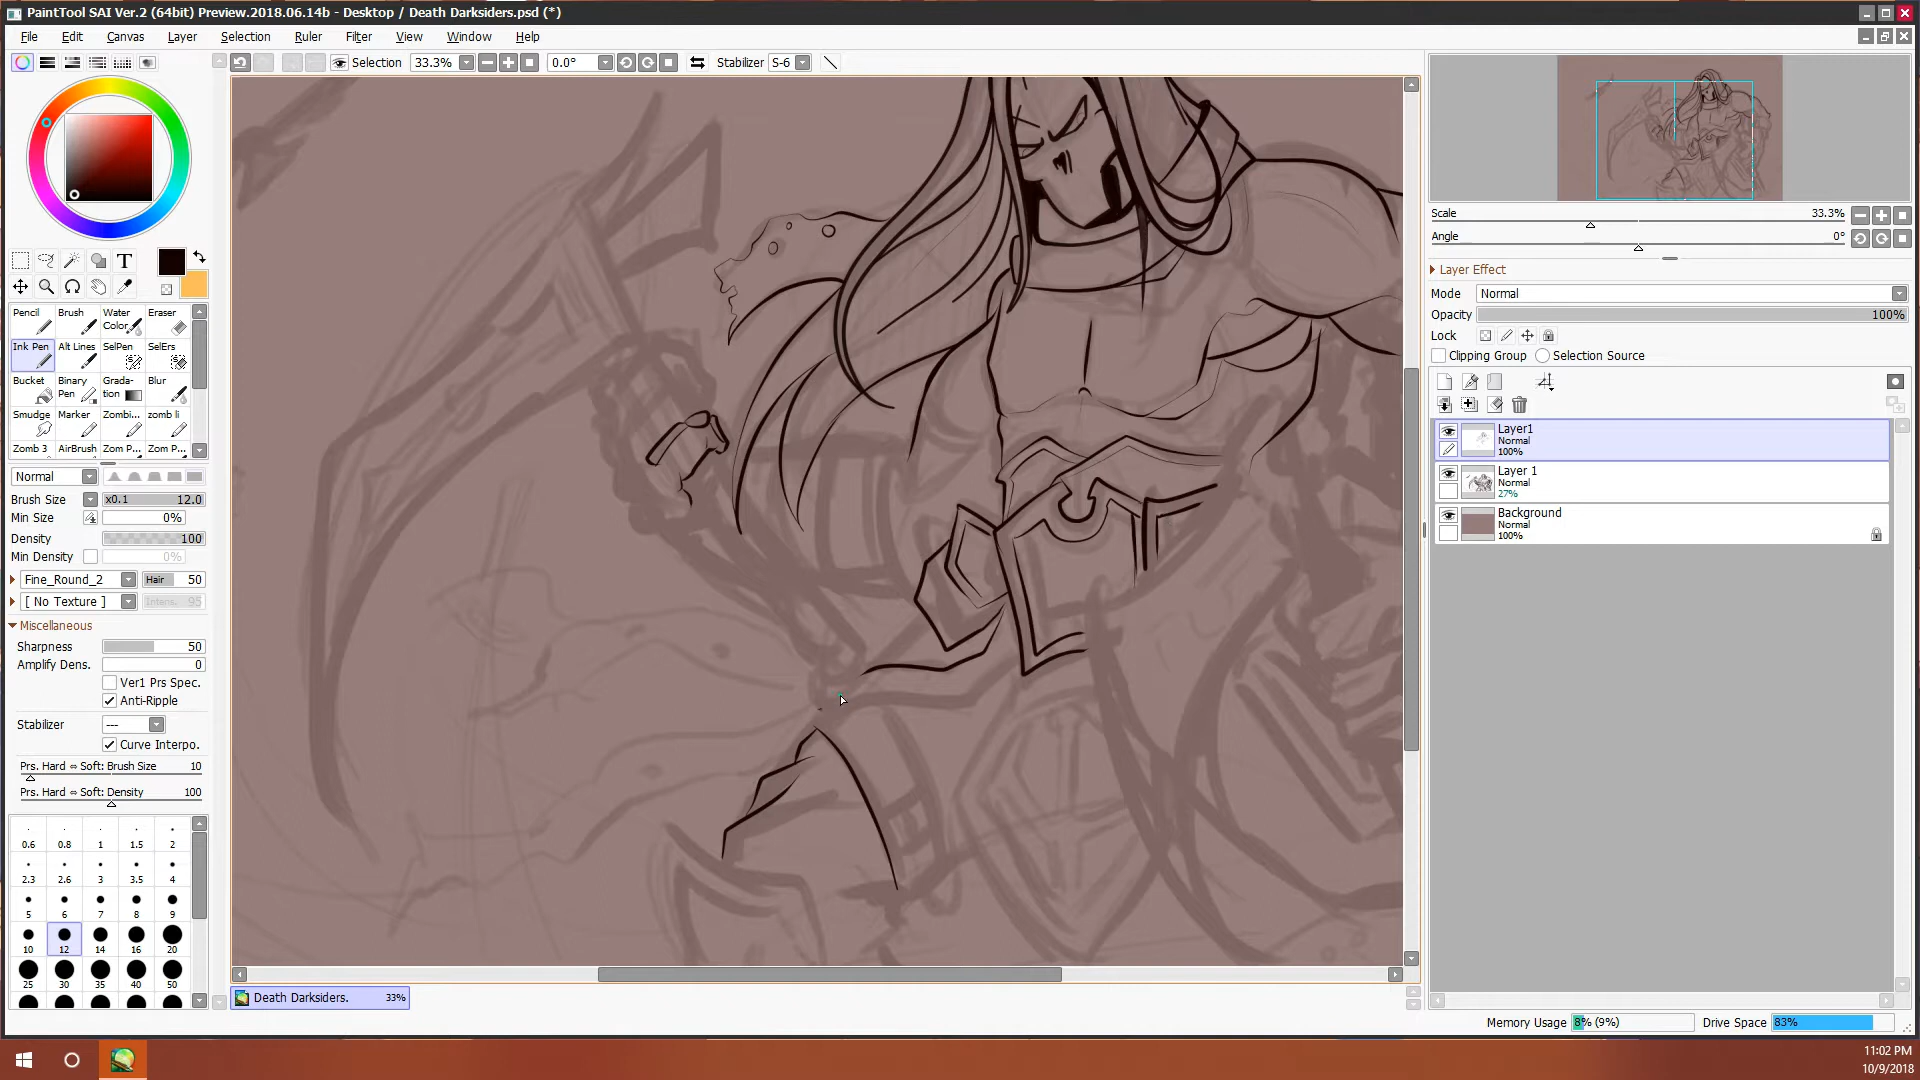 PaintTool SAI Ver.2 (64bit) Preview.2018.06.14b - Desktop / Death Darksiders.psd (*)
File Edit Canvas Layer Selection Ruler Filter View Window Help
Selection 33.3% 0.0° Stabilizer S-6
Scale 33.3%
Angle 0°
Layer Effect
Mode Normal
Opacity 100%
Lock
Clipping Group Selection Source
Layer1
Normal
100%
Layer 1
Normal
27%
Background
Normal
100%
T
Pencil Brush Water Color Eraser
Ink Pen Alt Lines SelPen SelErs
Bucket Binary Pen Grada-tion Blur
Smudge Marker Zombi... zomb li
Zomb 3 AirBrush Zom P... Zom P...
Normal
Brush Size x0.1 12.0
Min Size 0%
Density 100
Min Density 0%
Fine_Round_2 Hair 50
[ No Texture ] Intens. 95
Miscellaneous
Sharpness 50
Amplify Dens. 0
Ver1 Prs Spec.
Anti-Ripple
Stabilizer ---
Curve Interpo.
Prs. Hard ⇔ Soft: Brush Size 10
Prs. Hard ⇔ Soft: Density 100
0.6 0.8 1 1.5 2
2.3 2.6 3 3.5 4
5 6 7 8 9
10 12 14 16 20
25 30 35 40 50
Death Darksiders. 33%
Memory Usage 8% (9%) Drive Space 83%
11:02 PM
10/9/2018